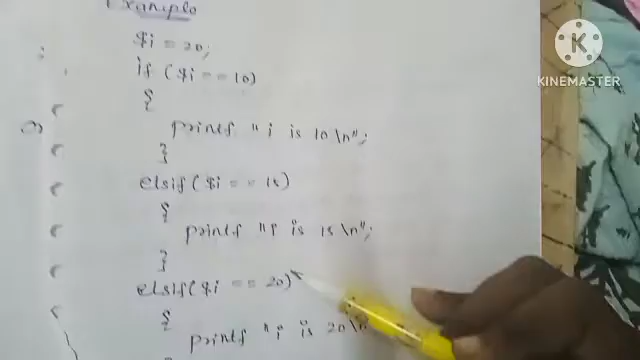 Example
$i = 20;
if ($i == 10)
{
printf "i is 10 \n";
}
elsif($i == 15)
{
printf "i is 15 \n";
}
elsif($i == 20)
{
printf "i is 20 \n
KINEMASTER